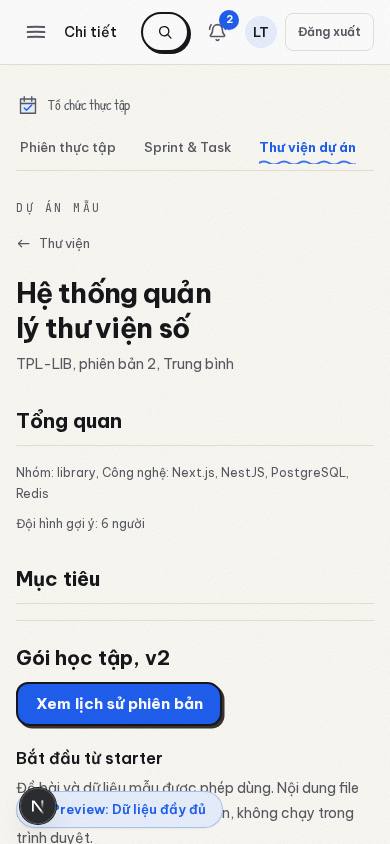 Chi tiết
2
LT
Đăng xuất
Tổ chức thực tập
Phiên thực tập
Sprint & Task
Thư viện dự án
DỰ ÁN MẪU
← Thư viện
Hệ thống quản
lý thư viện số
TPL-LIB, phiên bản 2, Trung bình
Tổng quan
Nhóm: library, Công nghệ: Next.js, NestJS, PostgreSQL,
Redis
Đội hình gợi ý: 6 người
Mục tiêu
Gói học tập, v2
Xem lịch sử phiên bản
Bắt đầu từ starter
Đề bài và dữ liệu mẫu được phép dùng. Nội dung file
N
Preview: Dữ liệu đầy đủ
không chạy trong
trình duyệt.